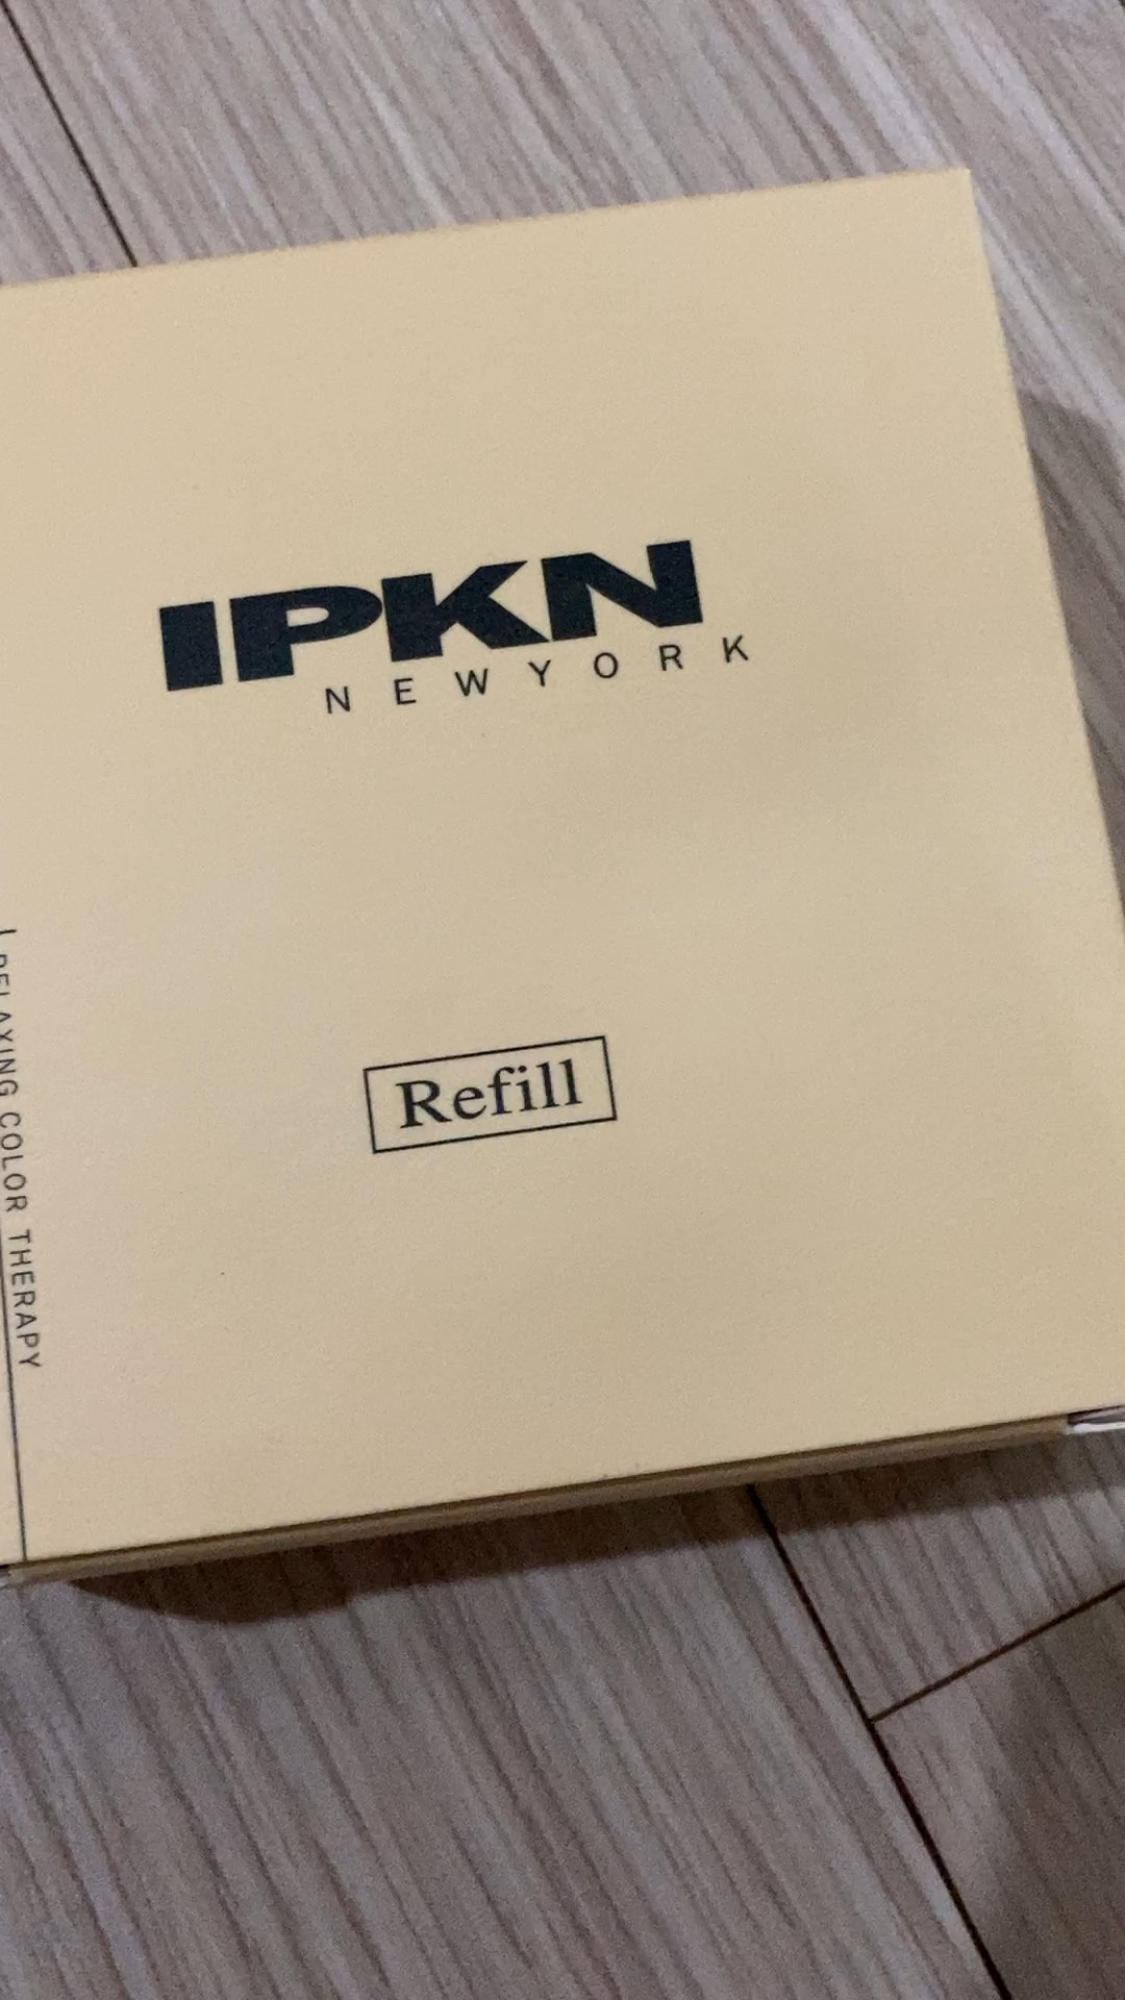 IPKN
NEWYORK
Refill
RELAXING COLOR THERAPY